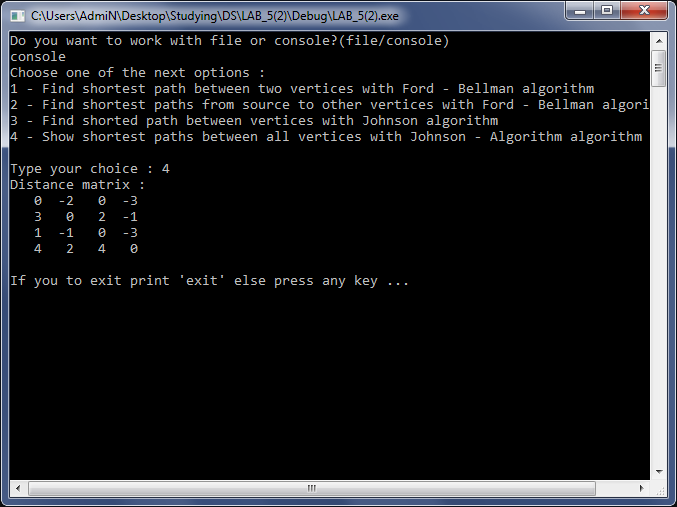 C:\Users\AdmiN\Desktop\Studying\DS\LAB_5(2)\Debug\LAB_5(2).exe
Do you want to work with file or console?(file/console)
console
Choose one of the next options :
1 - Find shortest path between two vertices with Ford - Bellman algorithm
2 - Find shortest paths from source to other vertices with Ford - Bellman algori
3 - Find shorted path between vertices with Johnson algorithm
4 - Show shortest paths between all vertices with Johnson - Algorithm algorithm
Type your choice : 4
Distance matrix :
0 -2 0 -3
3 0 2 -1
1 -1 0 -3
4 2 4 0
If you to exit print 'exit' else press any key ...